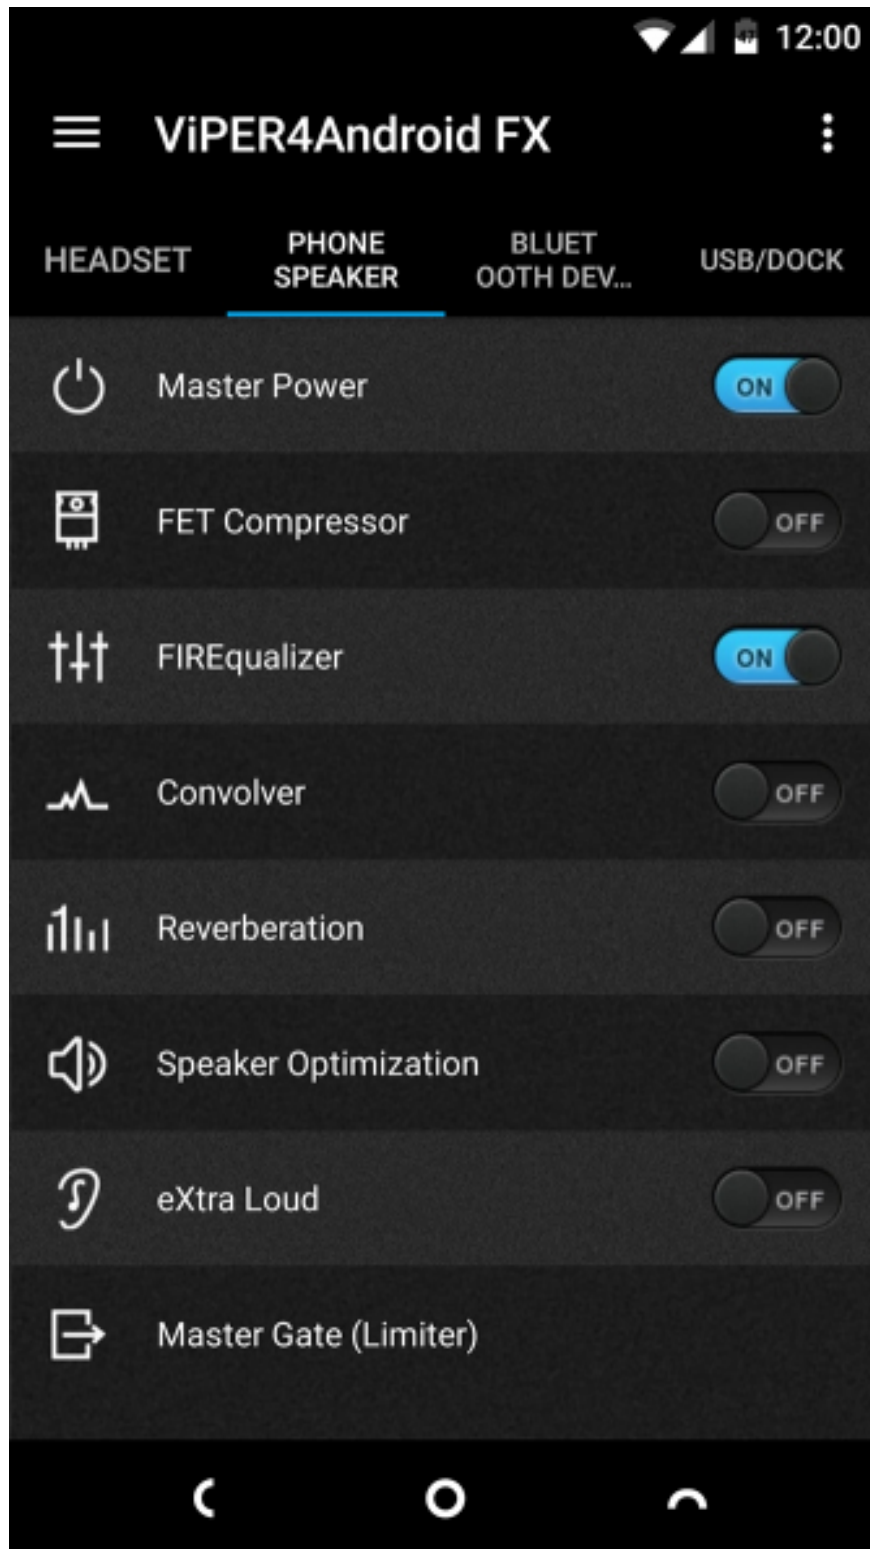 47 12:00
ViPER4Android FX
HEADSET
PHONE
SPEAKER
BLUET
OOTH DEV...
USB/DOCK
Master Power ON
FET Compressor OFF
FIREqualizer ON
Convolver OFF
Reverberation OFF
Speaker Optimization OFF
eXtra Loud OFF
Master Gate (Limiter)